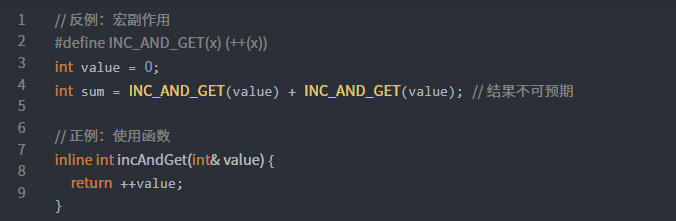 1 // 反例：宏副作用
2 #define INC_AND_GET(x) (++(x))
3 int value = 0;
4 int sum = INC_AND_GET(value) + INC_AND_GET(value); // 结果不可预期
5
6 // 正例：使用函数
7 inline int incAndGet(int& value) {
8 return ++value;
9 }